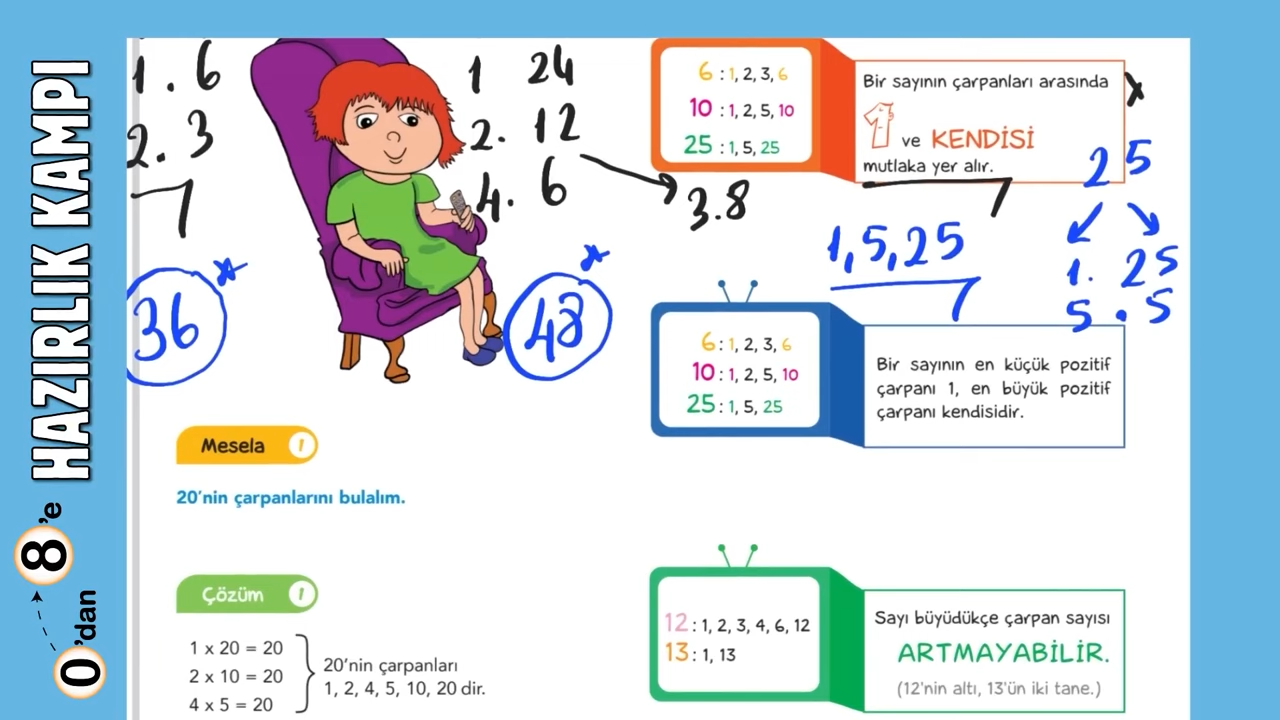 0'dan 8'e HAZIRLIK KAMPI
1 . 6
2 . 3
36
1 24
2. 12
4. 6
3.8
48
6 : 1, 2, 3, 6
10 : 1, 2, 5, 10
25 : 1, 5, 25
Bir sayının çarpanları arasında
1 ve KENDİSİ
mutlaka yer alır.
25
1. 25
5 . 5
1, 5, 25
6 : 1, 2, 3, 6
10 : 1, 2, 5, 10
25 : 1, 5, 25
Bir sayının en küçük pozitif
çarpanı 1, en büyük pozitif
çarpanı kendisidir.
Mesela 1
20'nin çarpanlarını bulalım.
Çözüm 1
1 x 20 = 20
2 x 10 = 20
4 x 5 = 20
20'nin çarpanları
1, 2, 4, 5, 10, 20 dir.
12 : 1, 2, 3, 4, 6, 12
13 : 1, 13
Sayı büyüdükçe çarpan sayısı
ARTMAYABİLİR.
(12'nin altı, 13'ün iki tane.)